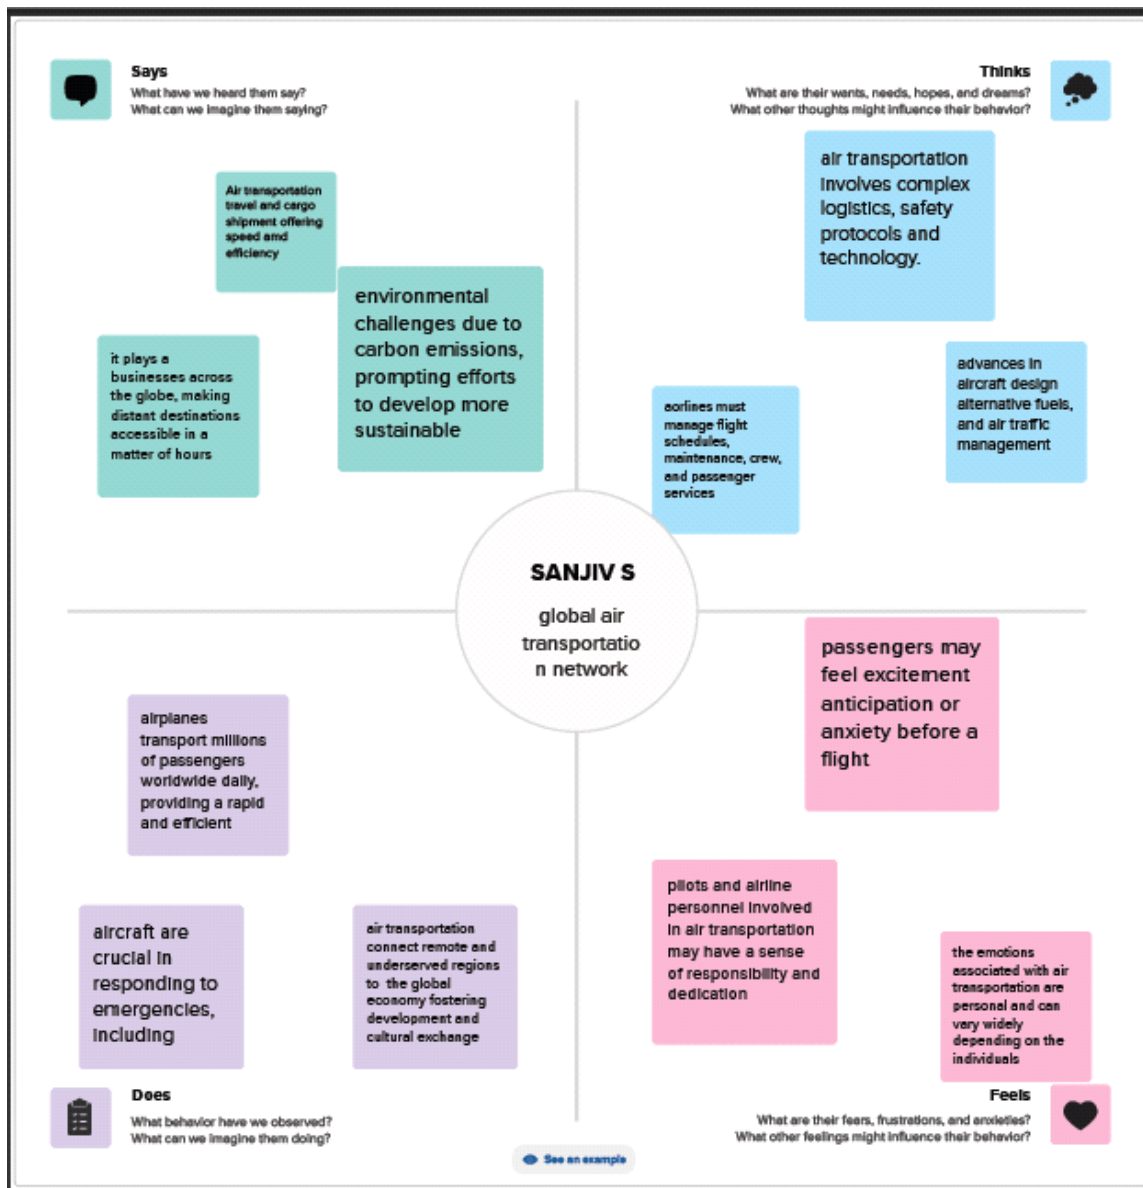 Says
What have we heard them say?
What can we imagine them saying?
Thinks
What are their wants, needs, hopes, and dreams?
What other thoughts might influence their behavior?
Air transportation
travel and cargo
shipment offering
speed amd
efficiency
environmental
challenges due to
carbon emissions,
prompting efforts
to develop more
sustainable
it plays a
businesses across
the globe, making
distant destinations
accessible in a
matter of hours
air transportation
involves complex
logistics, safety
protocols and
technology.
advances in
aircraft design
alternative fuels,
and air traffic
management
aorlines must
manage flight
schedules,
maintenance, crew,
and passenger
services
SANJIV S
global air
transportatio
n network
airplanes
transport millions
of passengers
worldwide daily,
providing a rapid
and efficient
aircraft are
crucial in
responding to
emergencies,
including
air transportation
connect remote and
underserved regions
to the global
economy fostering
development and
cultural exchange
passengers may
feel excitement
anticipation or
anxiety before a
flight
pilots and airline
personnel involved
in air transportation
may have a sense
of responsibility and
dedication
the emotions
associated with air
transportation are
personal and can
vary widely
depending on the
individuals
Does
What behavior have we observed?
What can we imagine them doing?
Feels
What are their fears, frustrations, and anxieties?
What other feelings might influence their behavior?
See an example